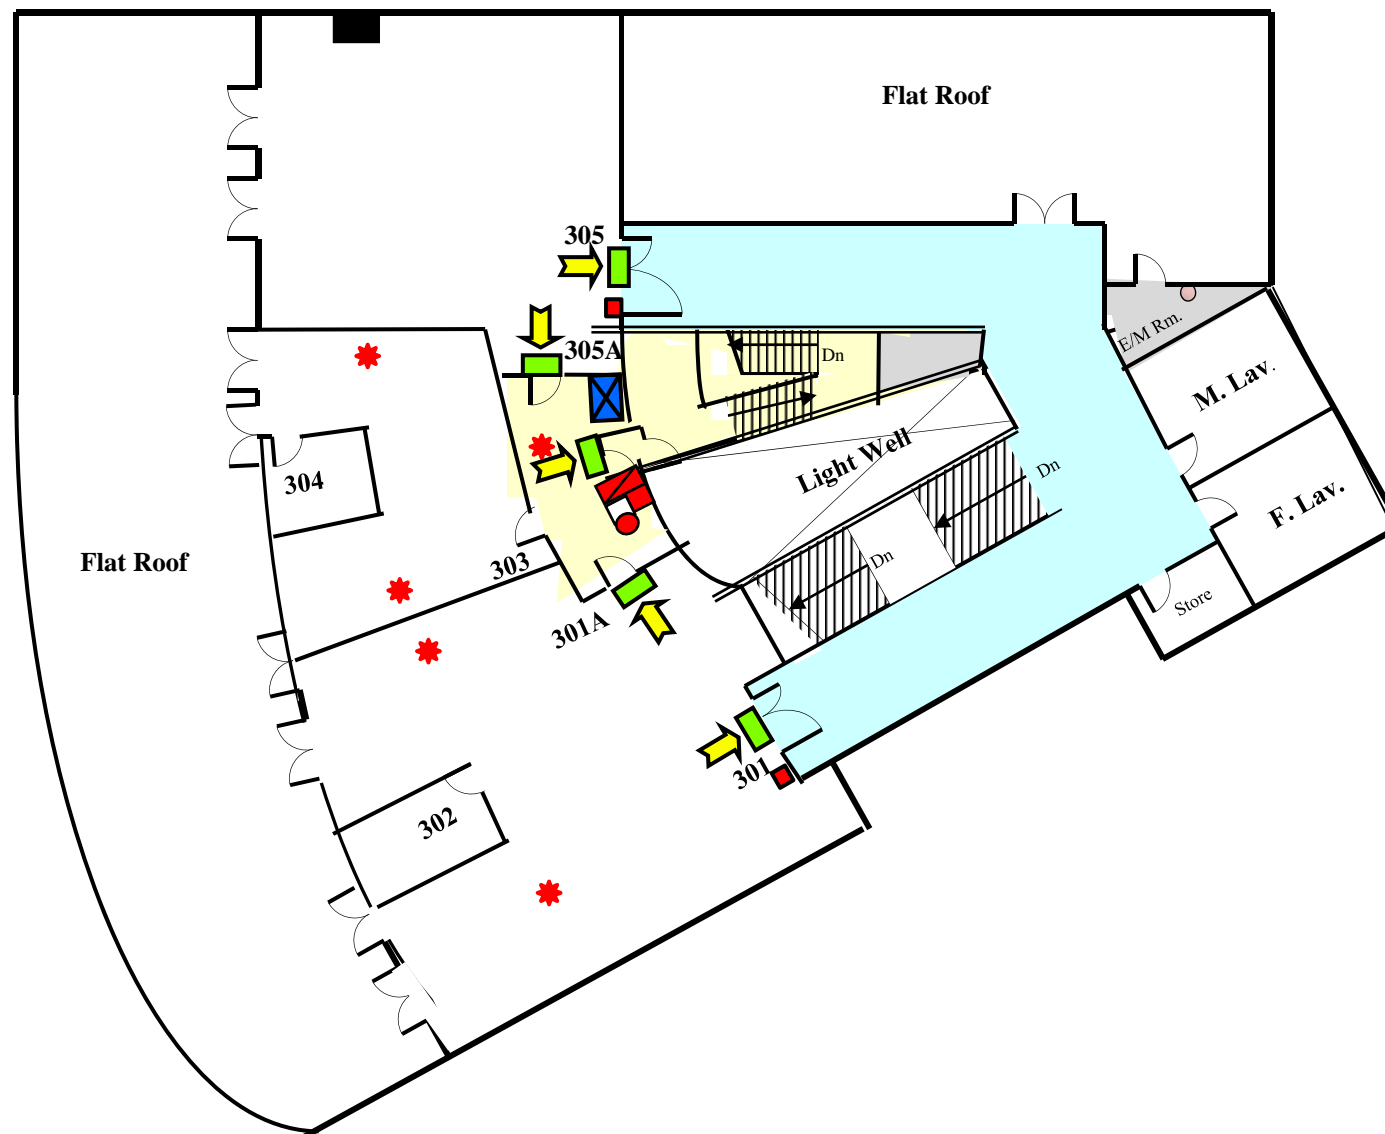 Flat Roof
305
305A
Dn
E/M Rm.
M. Lav.
Light Well
Dn
304
F. Lav.
Flat Roof
303
Dn
Store
301A
301
302